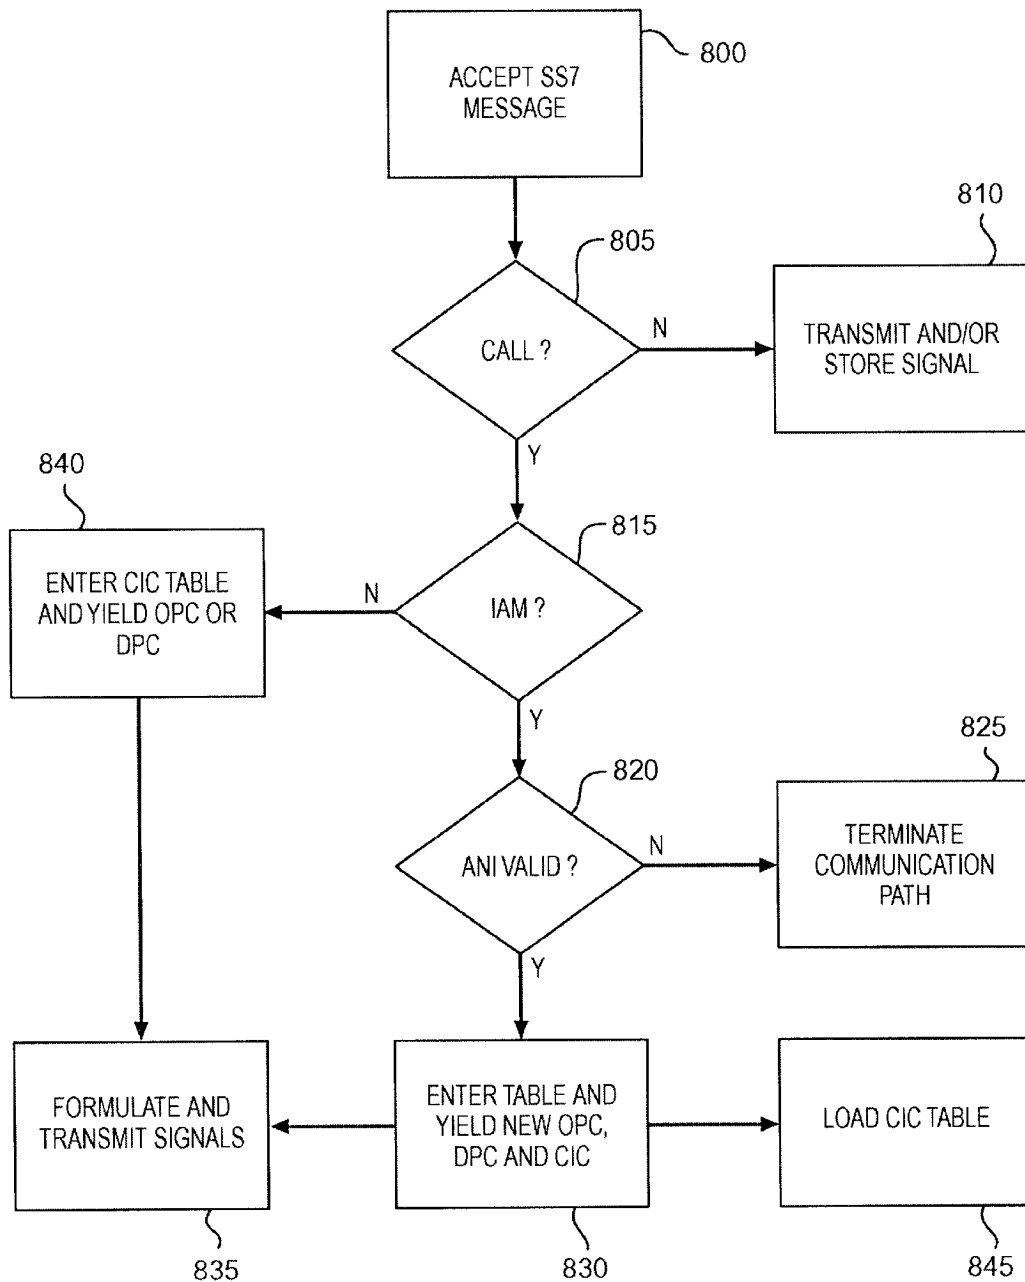 ACCEPT SS7
MESSAGE
800
805
CALL ?
N
Y
810
TRANSMIT AND/OR
STORE SIGNAL
840
ENTER CIC TABLE
AND YIELD OPC OR
DPC
N
815
IAM ?
Y
820
ANI VALID ?
N
Y
825
TERMINATE
COMMUNICATION
PATH
FORMULATE AND
TRANSMIT SIGNALS
835
ENTER TABLE AND
YIELD NEW OPC,
DPC AND CIC
830
LOAD CIC TABLE
845